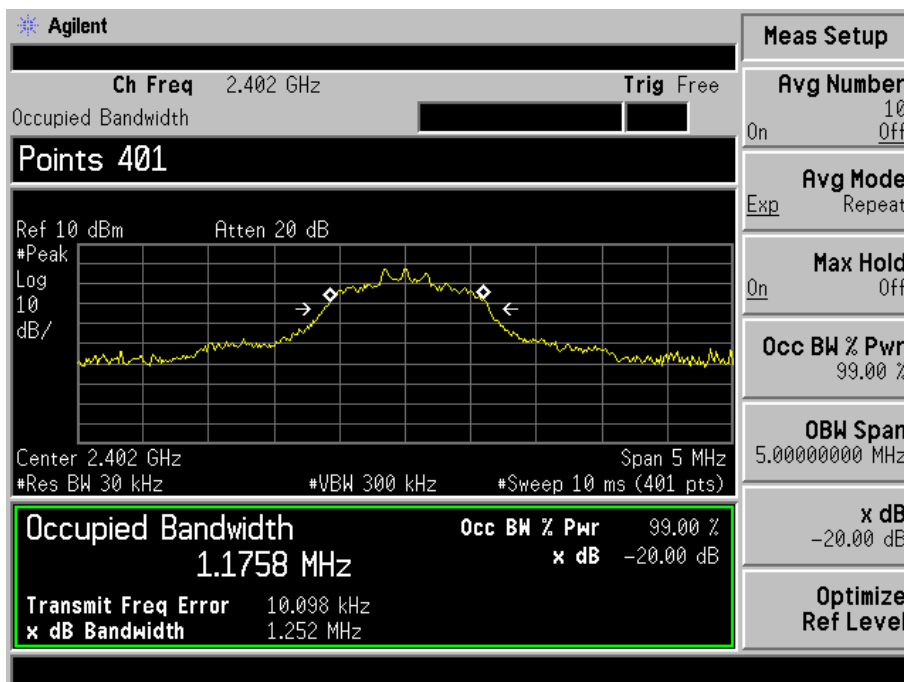 Agilent
Ch Freq 2.402 GHz Trig Free
Occupied Bandwidth
Points 401
Ref 10 dBm Atten 20 dB
#Peak
Log
10
dB/
Center 2.402 GHz Span 5 MHz
#Res BW 30 kHz #VBW 300 kHz #Sweep 10 ms (401 pts)
Occupied Bandwidth Occ BW % Pwr 99.00 %
1.1758 MHz x dB -20.00 dB
Transmit Freq Error 10.098 kHz
x dB Bandwidth 1.252 MHz
Meas Setup
Avg Number
10
On Off
Avg Mode
Exp Repeat
Max Hold
On Off
Occ BW % Pwr
99.00 %
OBW Span
5.00000000 MHz
x dB
-20.00 dB
Optimize
Ref Level